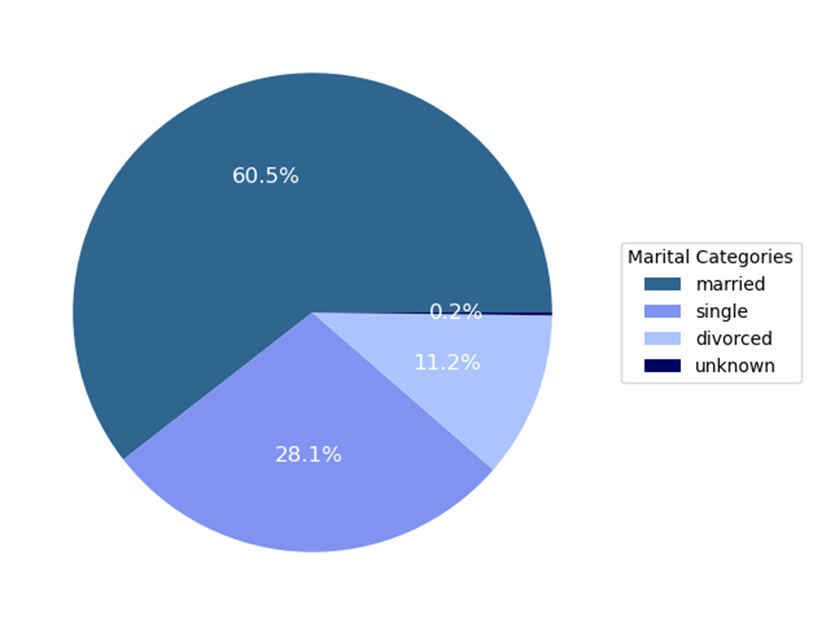 60.5%
0.2%
11.2%
28.1%
Marital Categories
married
single
divorced
unknown